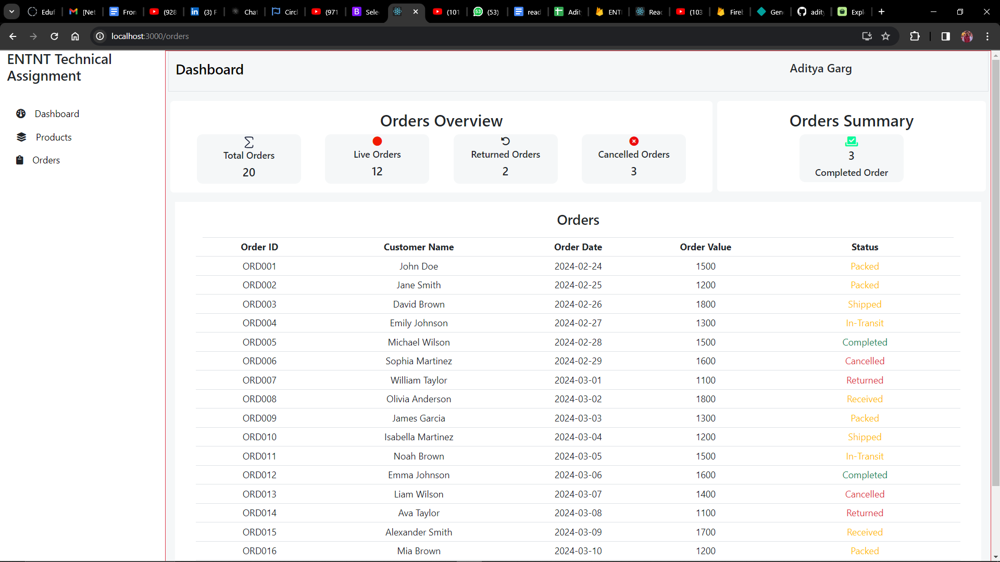 Eduf
[Net
Fron
(928
(3) F
Chat
Circl
(971
Sele
(101
(53)
read
Adit
ENTI
Reac
(103
Fireb
Gen
adity
Expl
localhost:3000/orders
ENTNT Technical
Assignment
Dashboard
Products
Orders
Dashboard
Aditya Garg
Orders Overview
Total Orders
20
Live Orders
12
Returned Orders
2
Cancelled Orders
3
Orders Summary
3
Completed Order
Orders
Order ID Customer Name Order Date Order Value Status
ORD001 John Doe 2024-02-24 1500 Packed
ORD002 Jane Smith 2024-02-25 1200 Packed
ORD003 David Brown 2024-02-26 1800 Shipped
ORD004 Emily Johnson 2024-02-27 1300 In-Transit
ORD005 Michael Wilson 2024-02-28 1500 Completed
ORD006 Sophia Martinez 2024-02-29 1600 Cancelled
ORD007 William Taylor 2024-03-01 1100 Returned
ORD008 Olivia Anderson 2024-03-02 1800 Received
ORD009 James Garcia 2024-03-03 1300 Packed
ORD010 Isabella Martinez 2024-03-04 1200 Shipped
ORD011 Noah Brown 2024-03-05 1500 In-Transit
ORD012 Emma Johnson 2024-03-06 1600 Completed
ORD013 Liam Wilson 2024-03-07 1400 Cancelled
ORD014 Ava Taylor 2024-03-08 1100 Returned
ORD015 Alexander Smith 2024-03-09 1700 Received
ORD016 Mia Brown 2024-03-10 1200 Packed